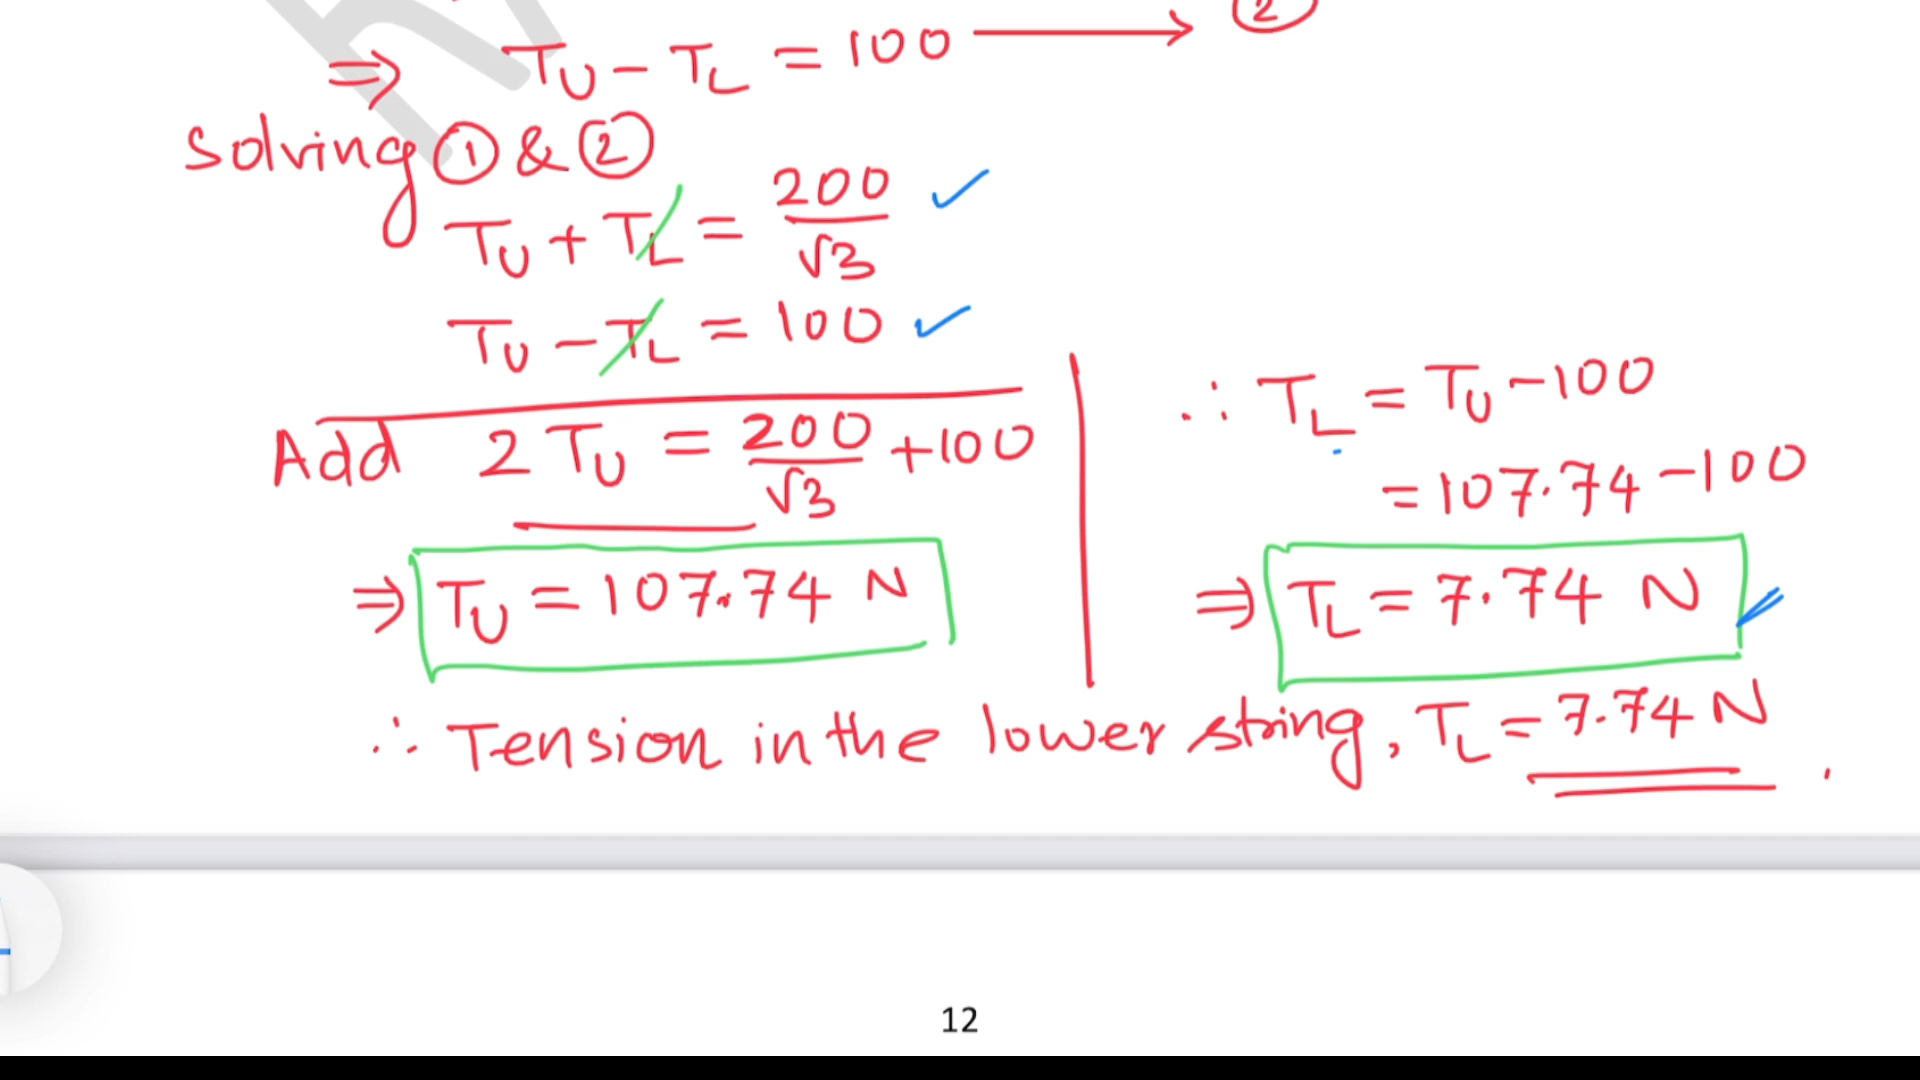 ⇒ T_U - T_L = 100 ⟶ ②
Solving ① & ②
T_U + T_L = 200/√3 ✓
T_U - T_L = 100 ✓
Add 2T_U = 200/√3 + 100
⇒ T_U = 107.74 N
∴ T_L = T_U - 100
= 107.74 - 100
⇒ T_L = 7.74 N
∴ Tension in the lower string, T_L = 7.74 N.
12